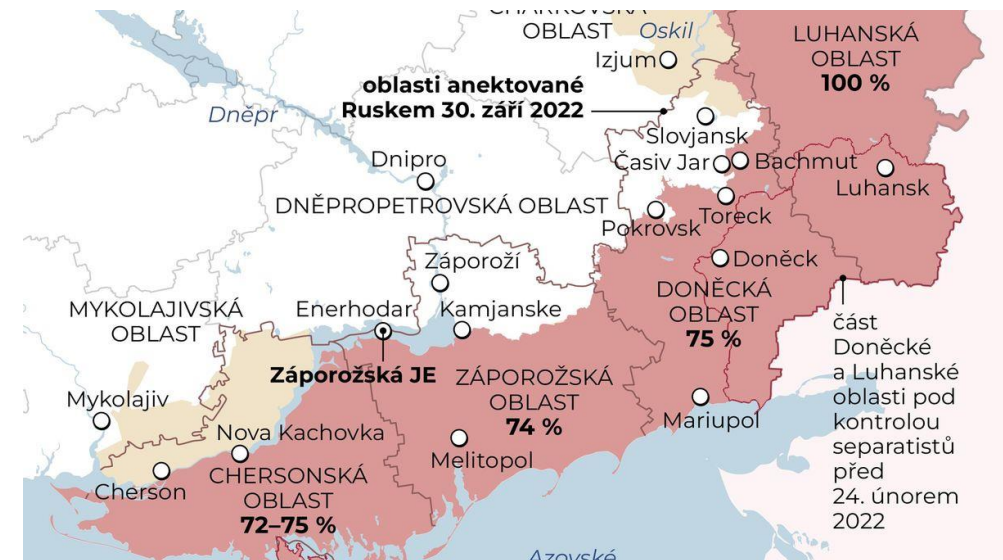 CHARKOVSKÁ
OBLAST
Oskil
Izjum
LUHANSKÁ
OBLAST
100 %
oblasti anektované
Ruskem 30. září 2022
Dněpr
Slovjansk
Dnipro
Časiv Jar
Bachmut
Luhansk
DNĚPROPETROVSKÁ OBLAST
Toreck
Pokrovsk
Záporoží
Doněck
DONĚCKÁ
OBLAST
75 %
MYKOLAJIVSKÁ
OBLAST
Enerhodar
Kamjanske
část
Doněcké
a Luhanské
oblasti pod
kontrolou
separatistů
před
24. únorem
2022
Záporožská JE
ZÁPOROŽSKÁ
OBLAST
74 %
Mykolajiv
Mariupol
Nova Kachovka
Melitopol
Cherson
CHERSONSKÁ
OBLAST
72–75 %
Azovské